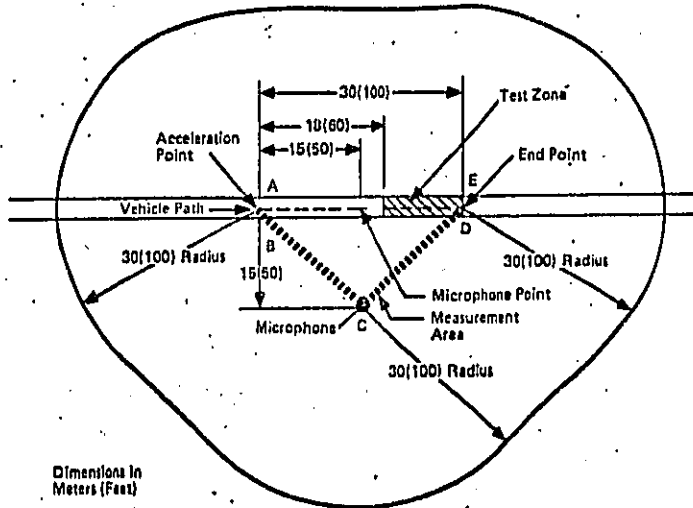 30(100)
Test Zone
18(60)
Acceleration
Point
15(50)
End Point
A
E
Vehicle Path
D
B
30(100) Radius
15(50)
30(100) Radius
Microphone Point
Microphone
C
Measurement
Area
30(100) Radius
Dimensions in
Meters (Feet)